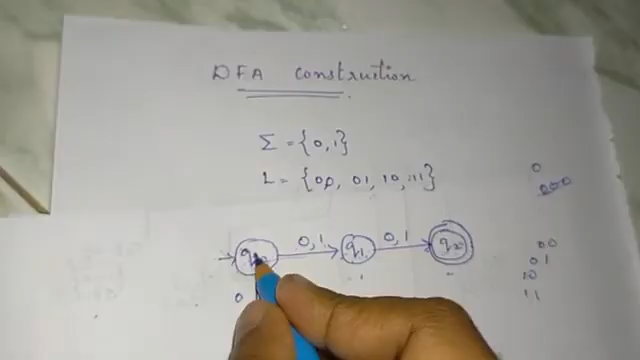 DFA construction
Σ = {0,1}
L = {00, 01, 10, 11}
0
000
0,1 0,1
q1 q2
00
01
10
11
0